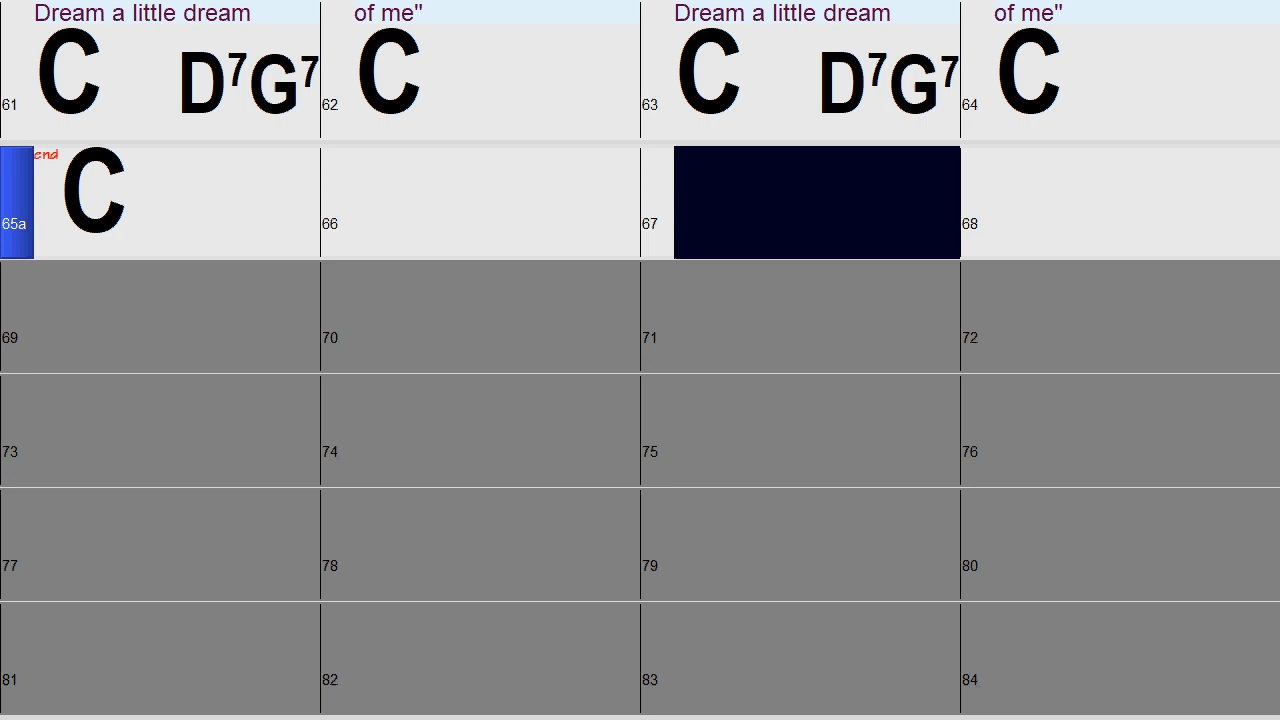 Dream a little dream of me" Dream a little dream of me"
61 C D7G7 62 C 63 C D7G7 64 C
end
65a C 66 67 68
69 70 71 72
73 74 75 76
77 78 79 80
81 82 83 84